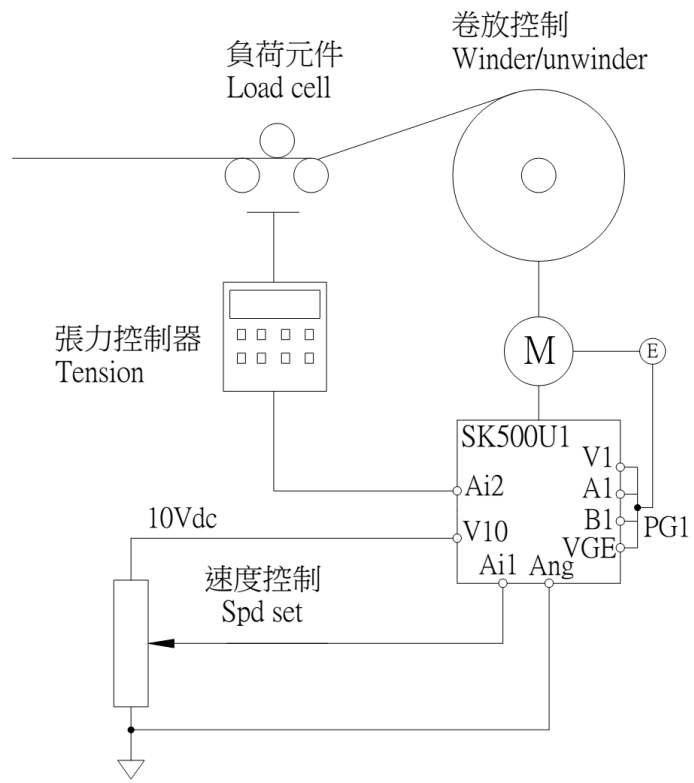 卷放控制
Winder/unwinder
負荷元件
Load cell
張力控制器
Tension
M
E
SK500U1
V1
A1
B1
VGE
PG1
Ai2
10Vdc
V10
Ai1 Ang
速度控制
Spd set